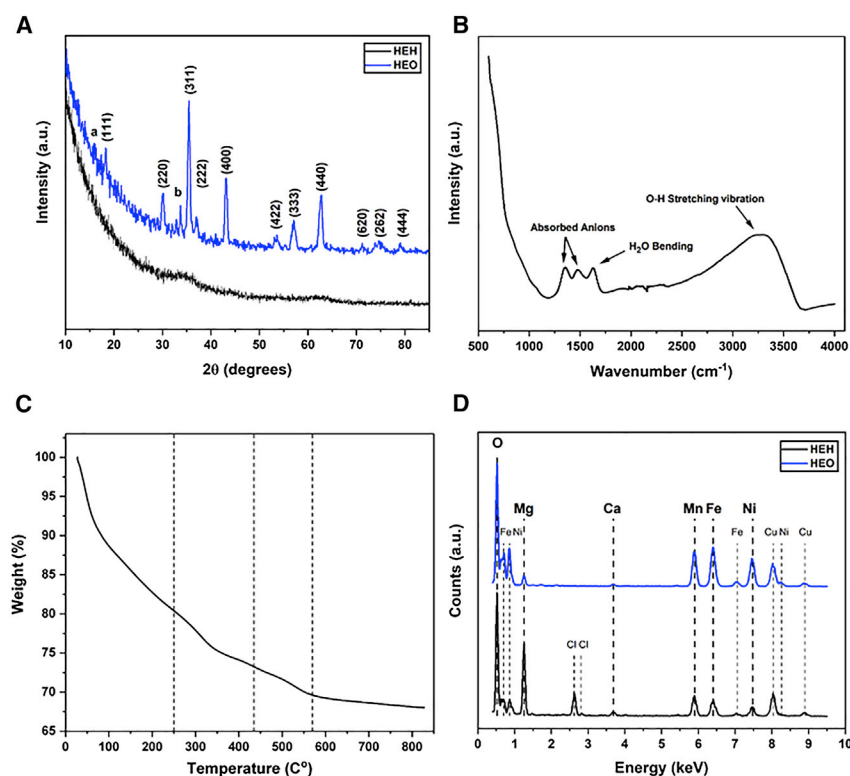 A
HEH
HEO
Intensity (a.u.)
a
(111)
(220)
b
(311)
(222)
(400)
(422)
(333)
(440)
(620)
(262)
(444)
10 20 30 40 50 60 70 80
2θ (degrees)
B
Intensity (a.u.)
O-H Stretching vibration
Absorbed Anions
H₂O Bending
500 1000 1500 2000 2500 3000 3500 4000
Wavenumber (cm⁻¹)
C
Weight (%)
100
95
90
85
80
75
70
65
0 100 200 300 400 500 600 700 800
Temperature (Cº)
D
HEH
HEO
Counts (a.u.)
O
Fe Ni
Mg
Ca
Mn Fe
Fe
Ni
Cu Ni
Cu
Cl Cl
0 1 2 3 4 5 6 7 8 9 10
Energy (keV)